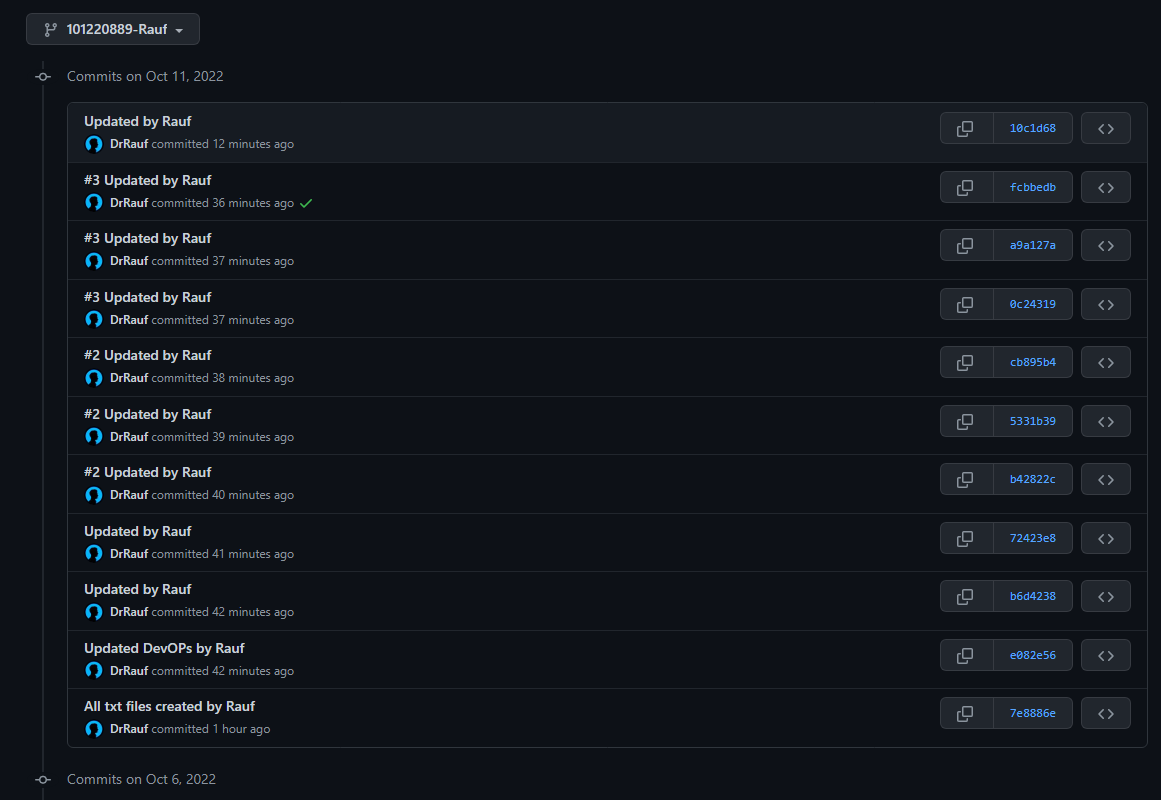 101220889-Rauf
Commits on Oct 11, 2022
Updated by Rauf
DrRauf committed 12 minutes ago
10c1d68
#3 Updated by Rauf
DrRauf committed 36 minutes ago
fcbbedb
#3 Updated by Rauf
DrRauf committed 37 minutes ago
a9a127a
#3 Updated by Rauf
DrRauf committed 37 minutes ago
0c24319
#2 Updated by Rauf
DrRauf committed 38 minutes ago
cb895b4
#2 Updated by Rauf
DrRauf committed 39 minutes ago
5331b39
#2 Updated by Rauf
DrRauf committed 40 minutes ago
b42822c
Updated by Rauf
DrRauf committed 41 minutes ago
72423e8
Updated by Rauf
DrRauf committed 42 minutes ago
b6d4238
Updated DevOPs by Rauf
DrRauf committed 42 minutes ago
e082e56
All txt files created by Rauf
DrRauf committed 1 hour ago
7e8886e
Commits on Oct 6, 2022